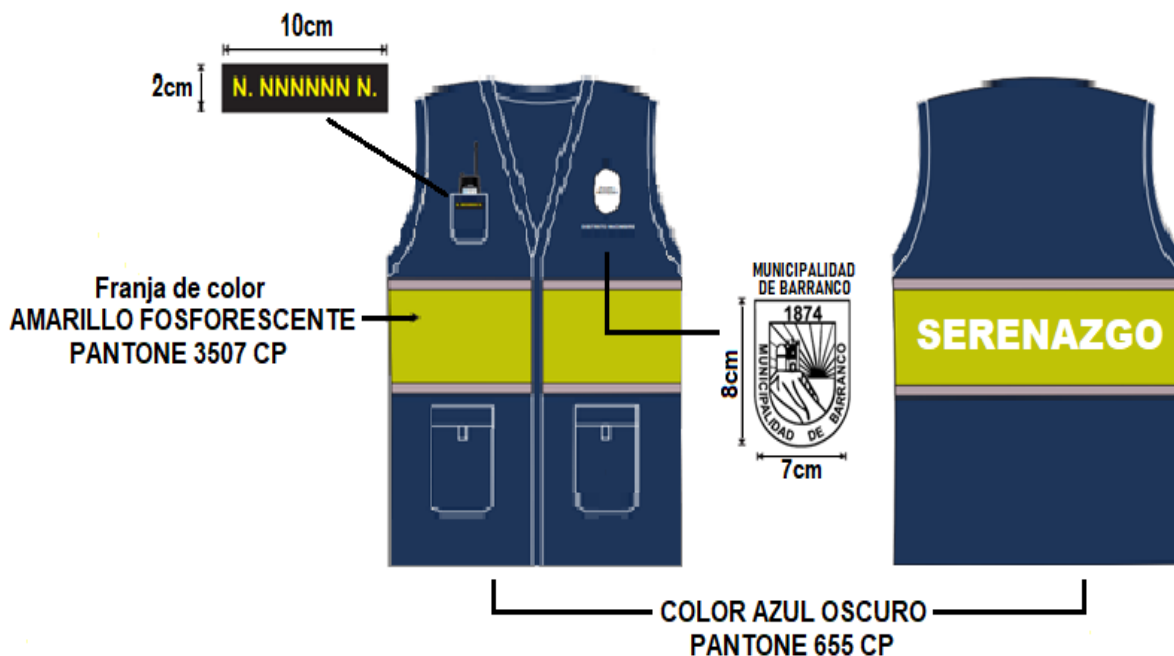 10cm
2cm
N. NNNNNN N.
Franja de color
AMARILLO FOSFORESCENTE
PANTONE 3507 CP
MUNICIPALIDAD
DE BARRANCO
1874
MUNICIPALIDAD DE BARRANCO
8cm
7cm
SERENAZGO
COLOR AZUL OSCURO
PANTONE 655 CP